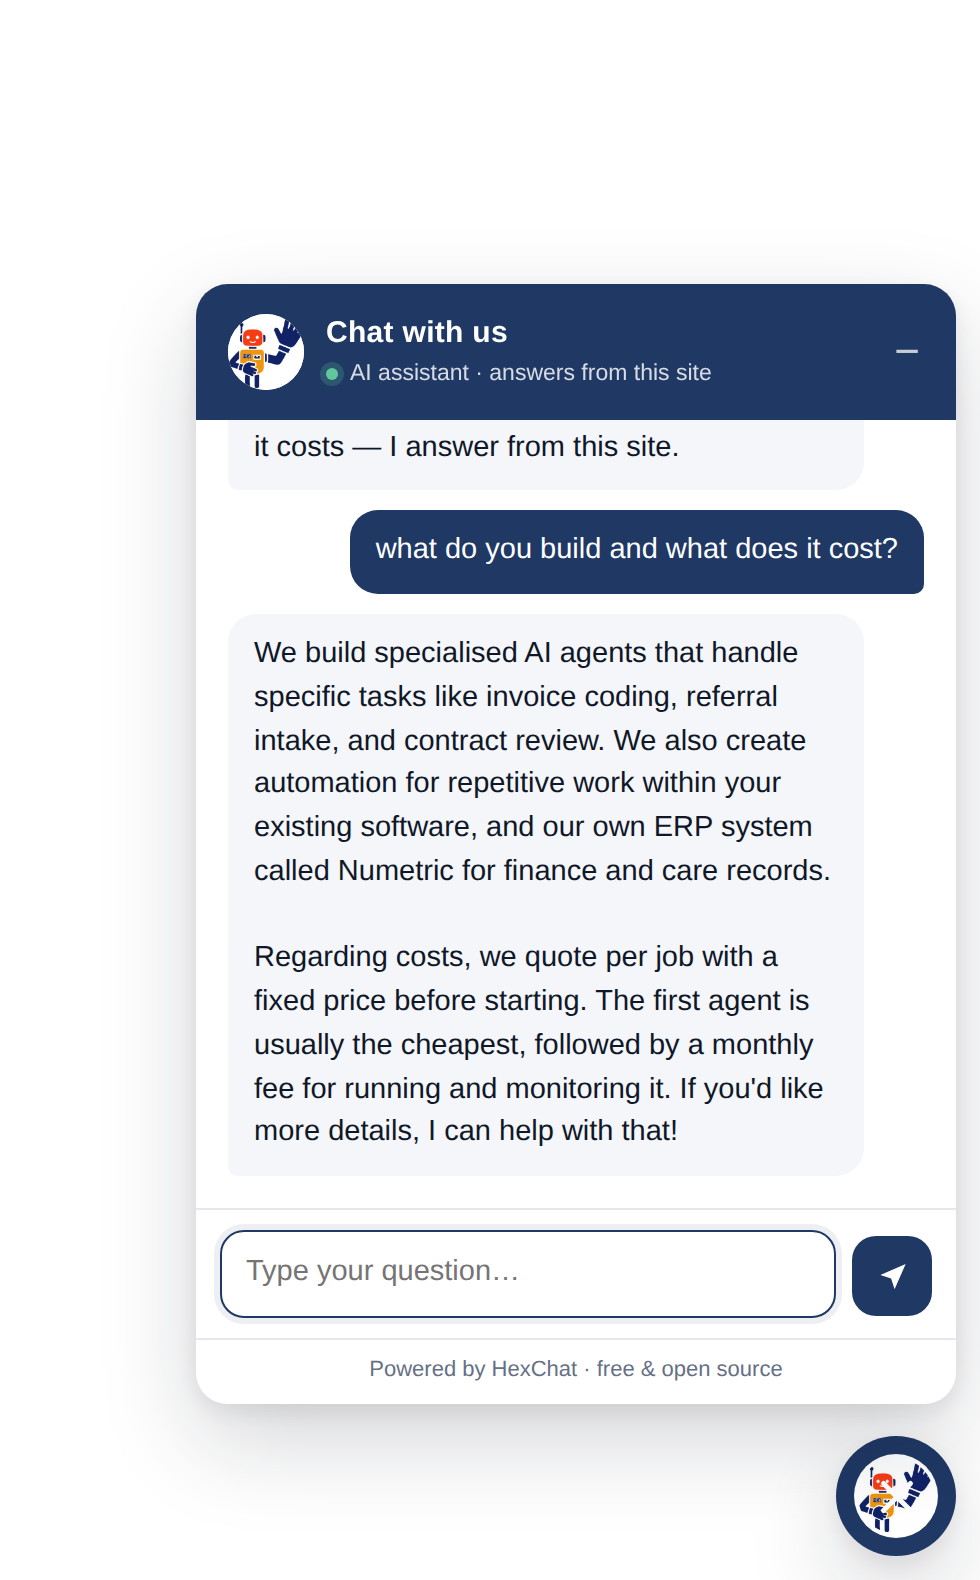 Chat with us
AI assistant · answers from this site
it costs — I answer from this site.
what do you build and what does it cost?
We build specialised AI agents that handle
specific tasks like invoice coding, referral
intake, and contract review. We also create
automation for repetitive work within your
existing software, and our own ERP system
called Numetric for finance and care records.
Regarding costs, we quote per job with a
fixed price before starting. The first agent is
usually the cheapest, followed by a monthly
fee for running and monitoring it. If you'd like
more details, I can help with that!
Type your question…
Powered by HexChat · free & open source